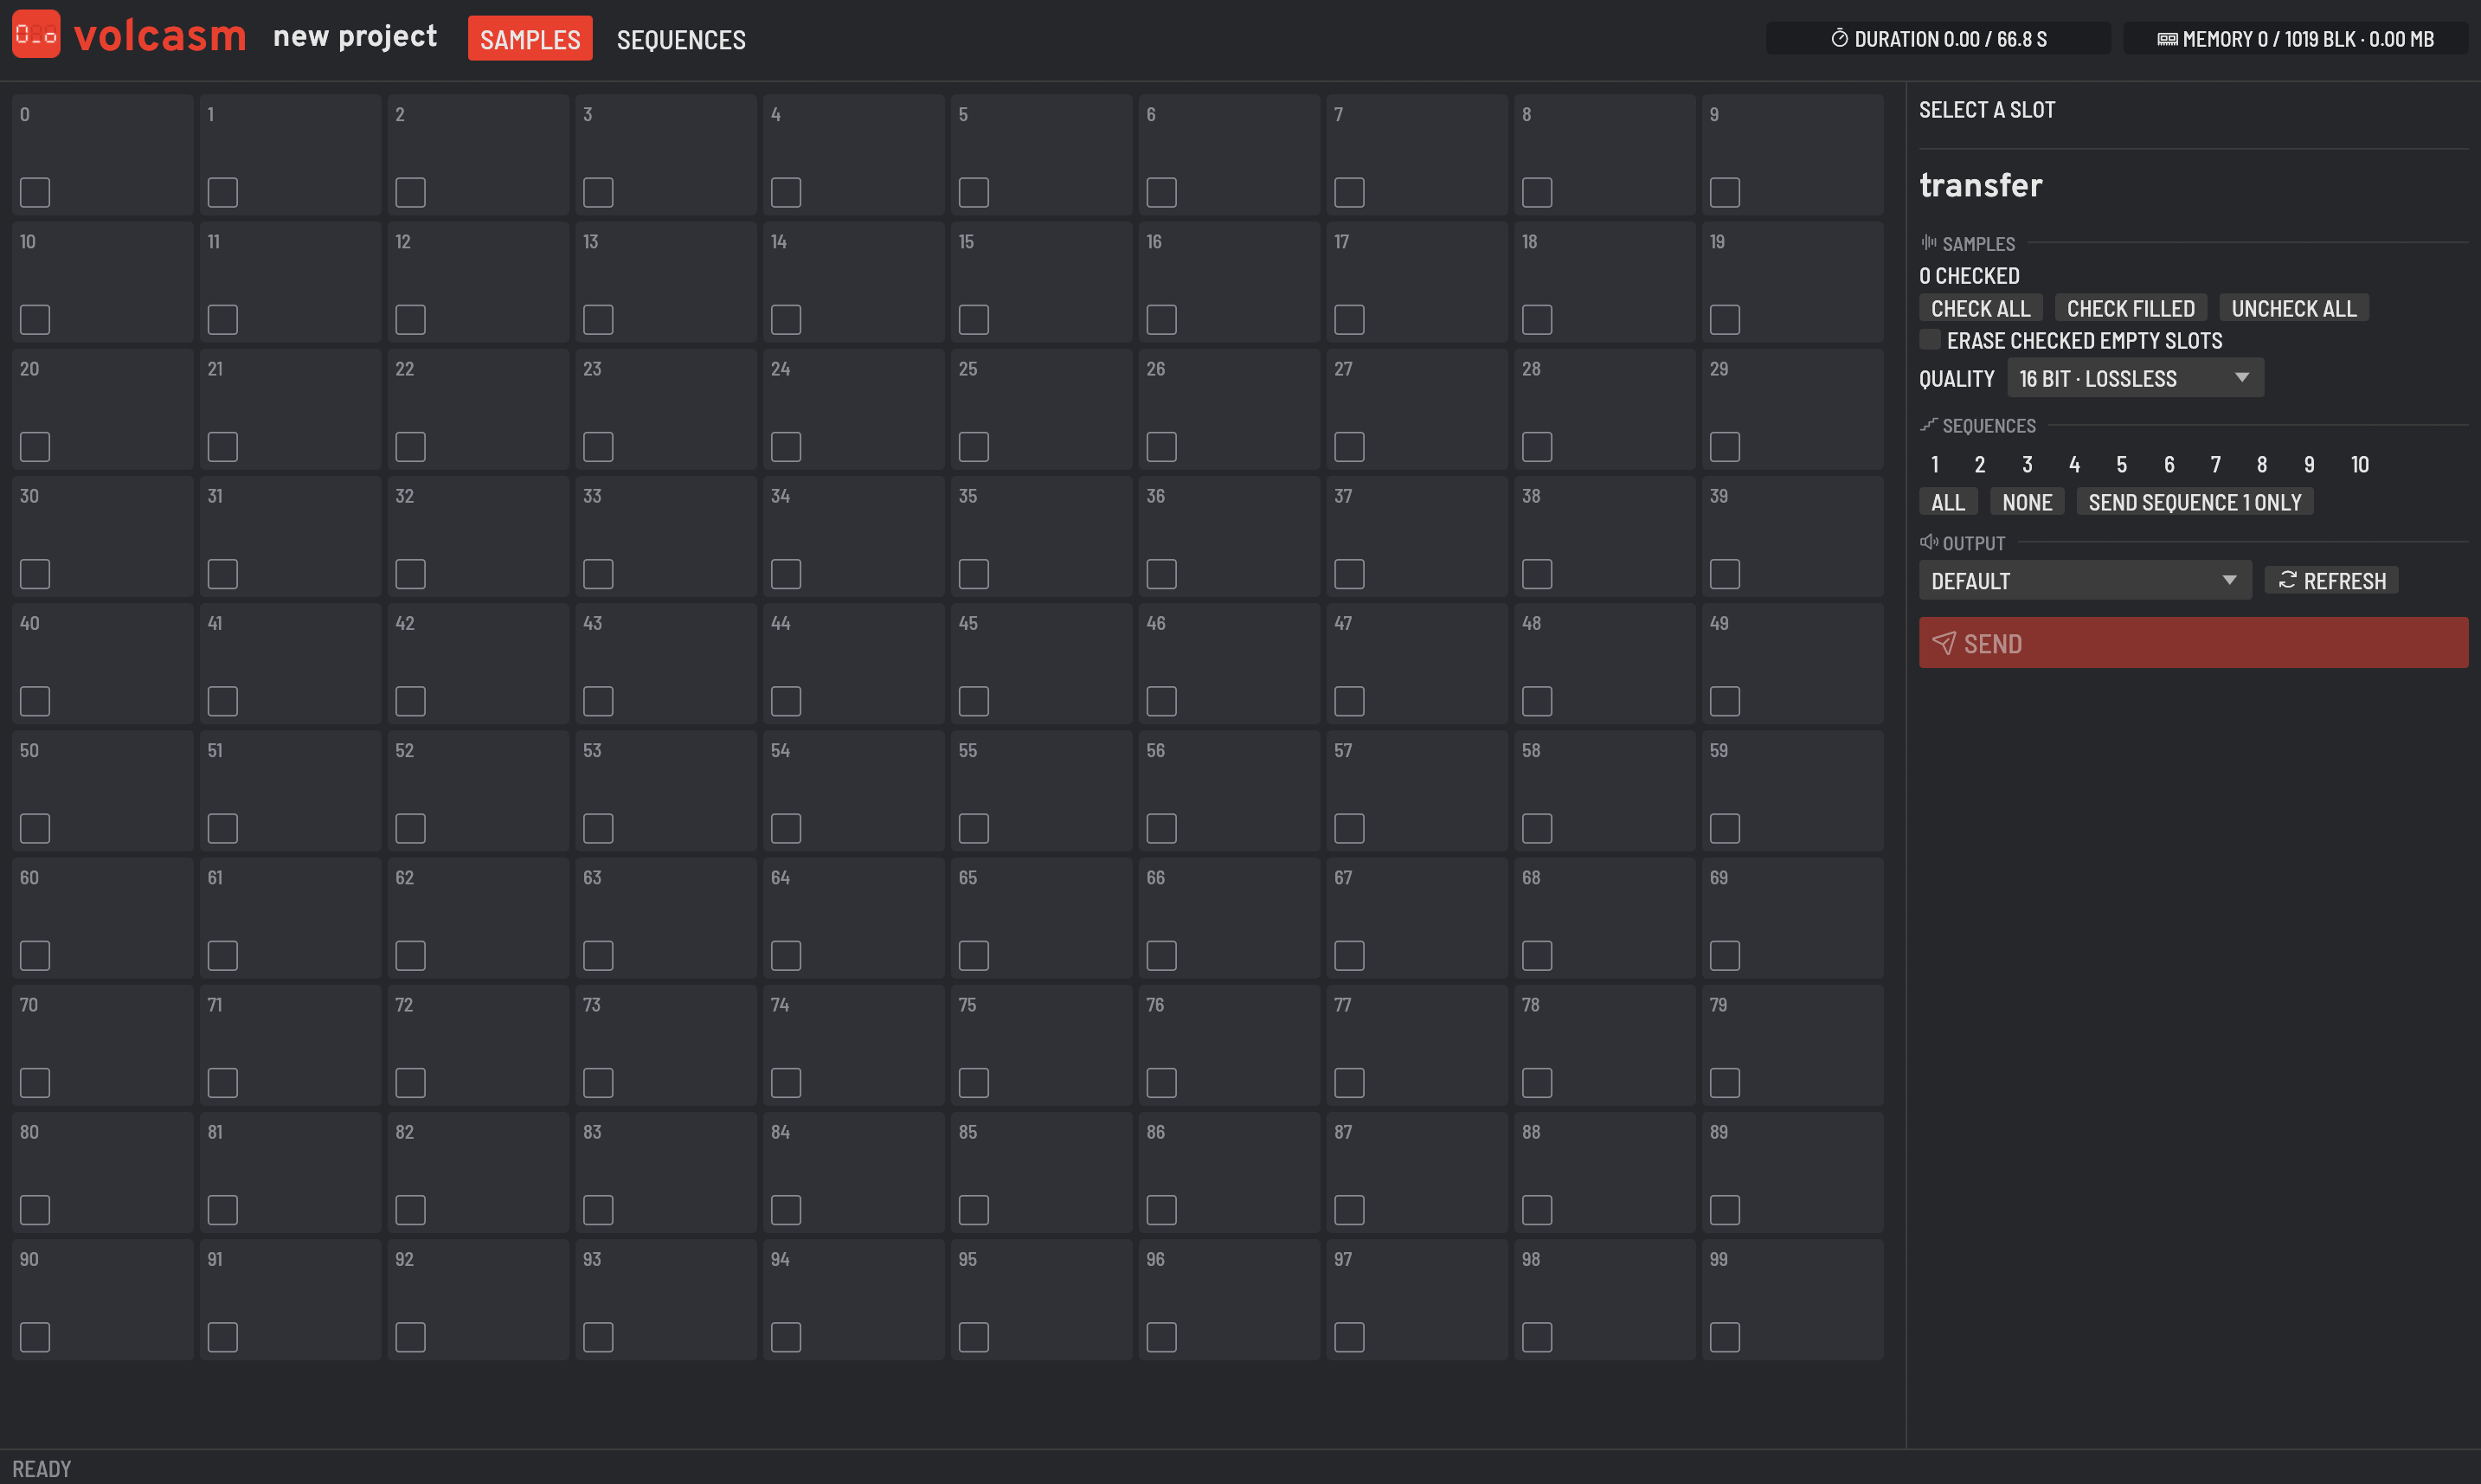 volcasm new project SAMPLES SEQUENCES DURATION 0.00 / 66.8 S MEMORY 0 / 1019 BLK · 0.00 MB
0 1 2 3 4 5 6 7 8 9
10 11 12 13 14 15 16 17 18 19
20 21 22 23 24 25 26 27 28 29
30 31 32 33 34 35 36 37 38 39
40 41 42 43 44 45 46 47 48 49
50 51 52 53 54 55 56 57 58 59
60 61 62 63 64 65 66 67 68 69
70 71 72 73 74 75 76 77 78 79
80 81 82 83 84 85 86 87 88 89
90 91 92 93 94 95 96 97 98 99
SELECT A SLOT
transfer
SAMPLES
0 CHECKED
CHECK ALL CHECK FILLED UNCHECK ALL
ERASE CHECKED EMPTY SLOTS
QUALITY 16 BIT · LOSSLESS
SEQUENCES
1 2 3 4 5 6 7 8 9 10
ALL NONE SEND SEQUENCE 1 ONLY
OUTPUT
DEFAULT REFRESH
SEND
READY